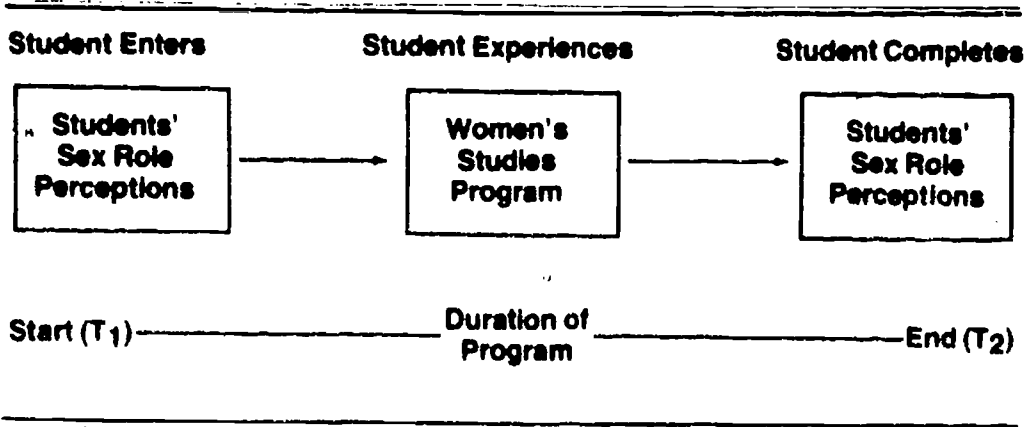 Student Enters
Student Experiences
Student Completes
Students'
Sex Role
Perceptions
Women's
Studies
Program
Students'
Sex Role
Perceptions
Start (T1)
Duration of
Program
End (T2)